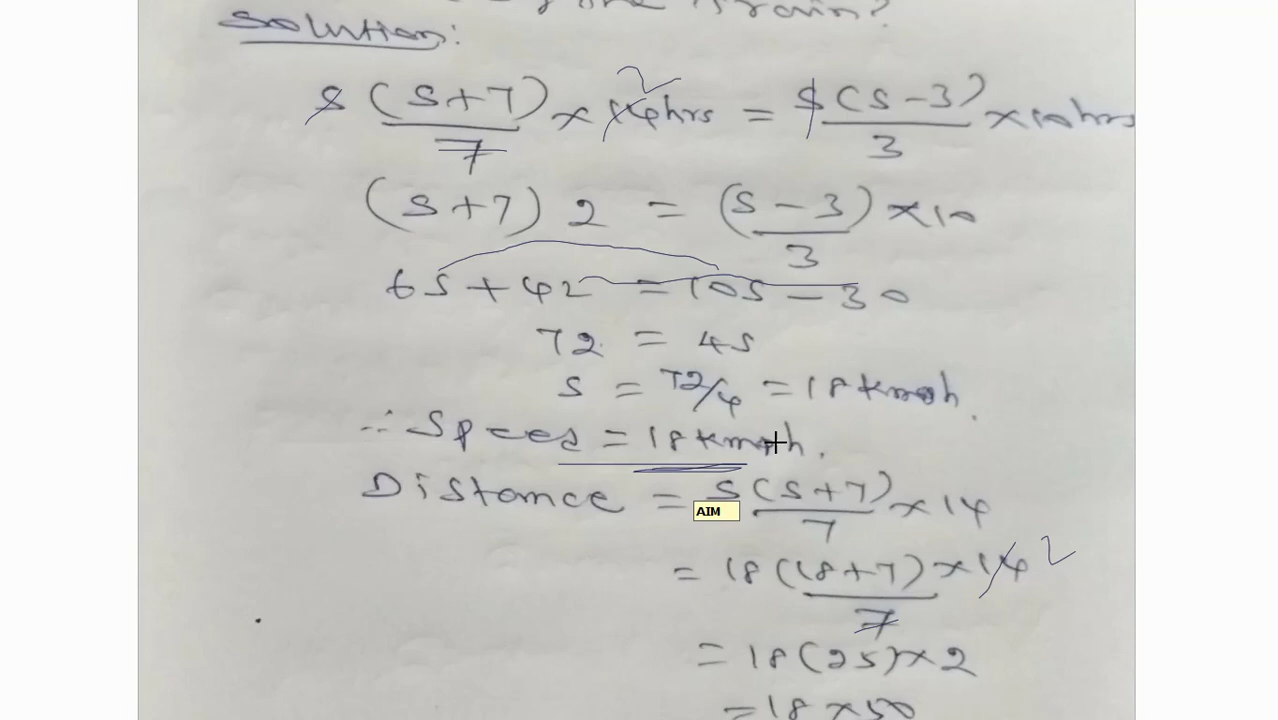 Solution:
s (s+7)/7 × 14hrs 2 = s(s-3)/3 × 10hrs
(s+7) 2 = (s-3)/3 × 10
6s + 42 = 10s - 30
72 = 4s
s = 72/4 = 18 kmph.
∴ Speed = 18 kmph.
Distance = s(s+7)/7 × 14
AIM
= 18(18+7)/7 × 14 2
= 18(25) × 2
= 18 × 50